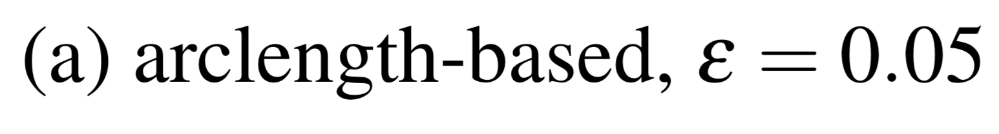 (a) arclength-based, ε = 0.05